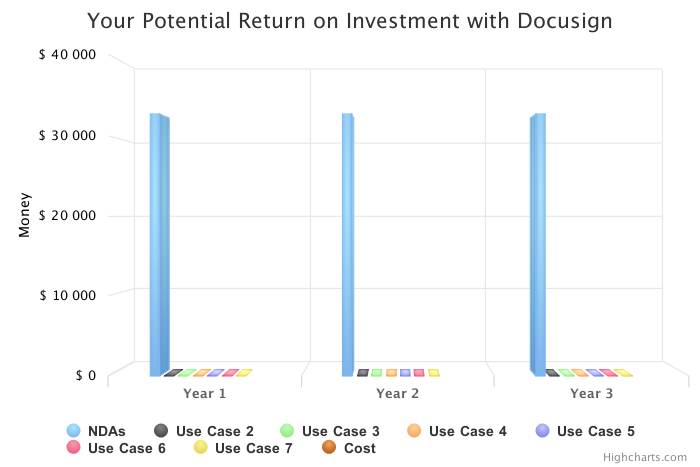 Your Potential Return on Investment with Docusign
$ 40 000
$ 30 000
$ 20 000
$ 10 000
$ 0
Money
Year 1 Year 2 Year 3
NDAs Use Case 2 Use Case 3 Use Case 4 Use Case 5
Use Case 6 Use Case 7 Cost
Highcharts.com